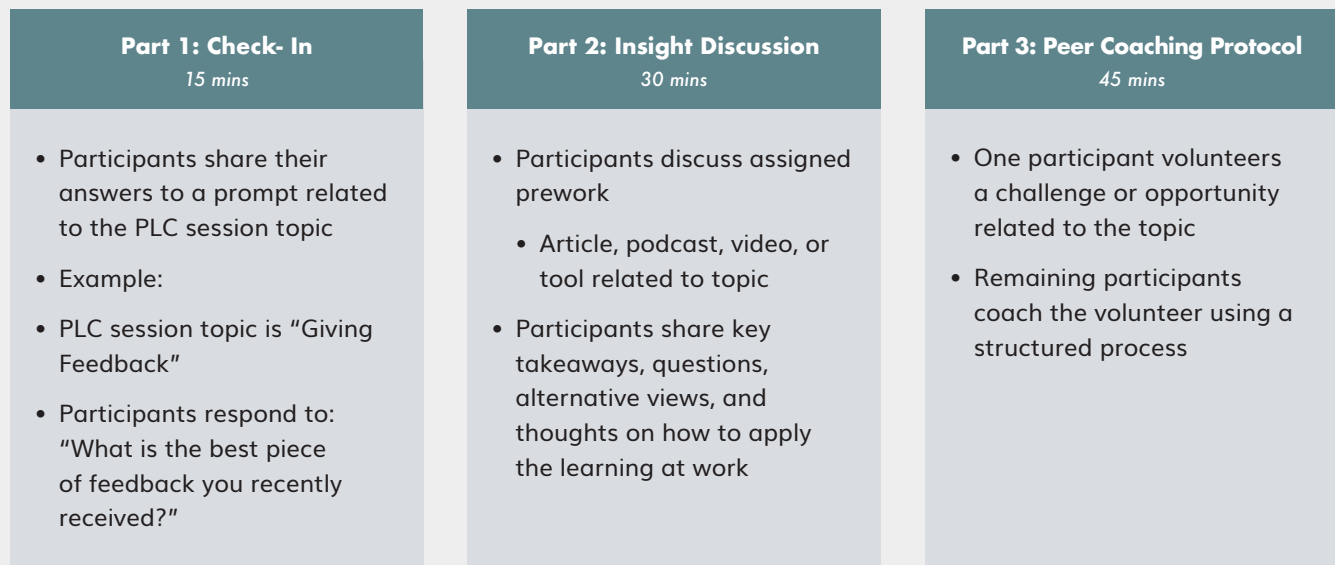 Part 1: Check- In
15 mins
• Participants share their
answers to a prompt related
to the PLC session topic
• Example:
• PLC session topic is “Giving
Feedback”
• Participants respond to:
“What is the best piece
of feedback you recently
received?”
Part 2: Insight Discussion
30 mins
• Participants discuss assigned
prework
• Article, podcast, video, or
tool related to topic
• Participants share key
takeaways, questions,
alternative views, and
thoughts on how to apply
the learning at work
Part 3: Peer Coaching Protocol
45 mins
• One participant volunteers
a challenge or opportunity
related to the topic
• Remaining participants
coach the volunteer using a
structured process